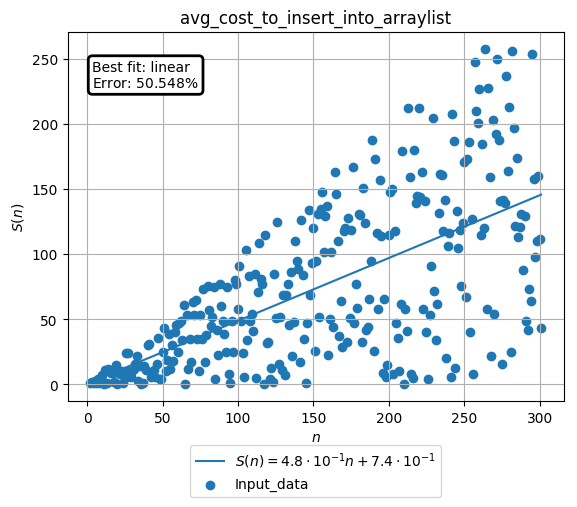 avg_cost_to_insert_into_arraylist
Best fit: linear
Error: 50.548%
S(n)
250
200
150
100
50
0
0 50 100 150 200 250 300
n
S(n) = 4.8 · 10⁻¹n + 7.4 · 10⁻¹
Input_data